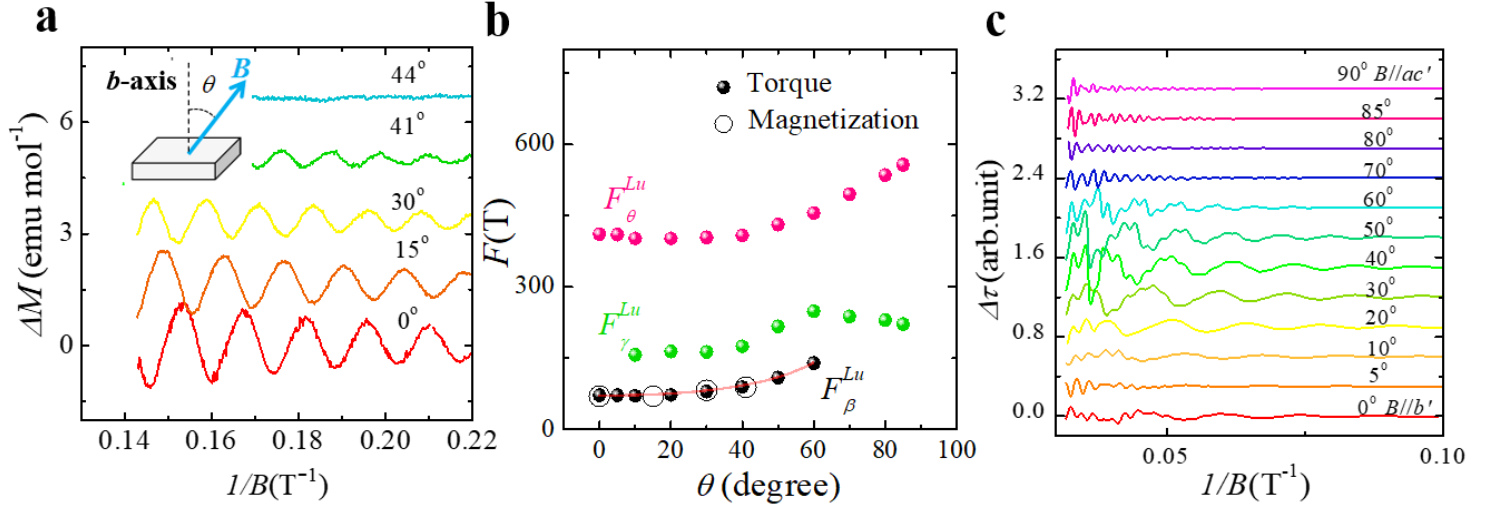 a
ΔM (emu mol⁻¹)
6
3
0
b-axis
B
θ
44°
41°
30°
15°
0°
0.14 0.16 0.18 0.20 0.22
1/B(T⁻¹)
b
F(T)
600
300
0
Torque
Magnetization
F_θ^Lu
F_γ^Lu
F_β^Lu
0 20 40 60 80 100
θ (degree)
c
Δτ (arb.unit)
3.2
2.4
1.6
0.8
0.0
90° B//ac'
85°
80°
70°
60°
50°
40°
30°
20°
10°
5°
0° B//b'
0.05 0.10
1/B(T⁻¹)